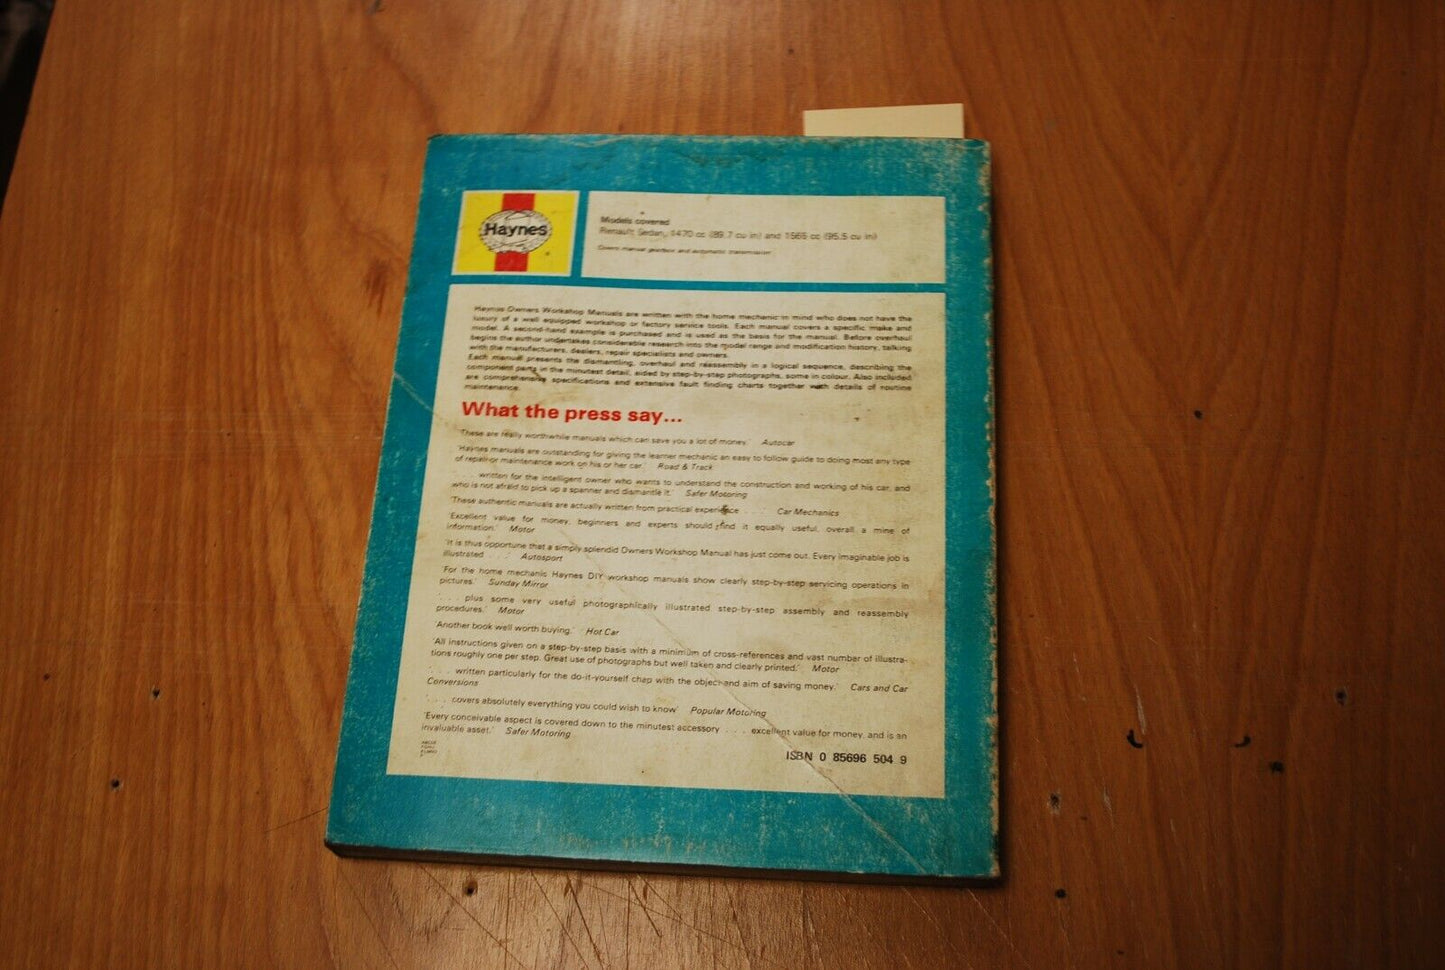 Haynes
Models covered
Renault Sedan, 1470 cc (89.7 cu in) and 1565 cc (95.5 cu in)
Covers manual gearbox and automatic transmission
Haynes Owners Workshop Manuals are written with the home mechanic in mind who does not have the
luxury of a well equipped workshop or factory service tools. Each manual covers a specific make and
model. A second-hand example is purchased and is used as the basis for the manual. Before overhaul
begins the author undertakes considerable research into the model range and modification history, talking
with the manufacturers, dealers, repair specialists and owners.
Each manual presents the dismantling, overhaul and reassembly in a logical sequence, describing the
component parts in the minutest detail, aided by step-by-step photographs, some in colour. Also included
are comprehensive specifications and extensive fault finding charts together with details of routine
maintenance.
What the press say...
'These are really worthwhile manuals which can save you a lot of money.' Autocar
'Haynes manuals are outstanding for giving the learner mechanic an easy to follow guide to doing most any type
of repair or maintenance work on his or her car.' Road & Track
'. . . written for the intelligent owner who wants to understand the construction and working of his car, and
who is not afraid to pick up a spanner and dismantle it.' Safer Motoring
'These authentic manuals are actually written from practical experience . . .' Car Mechanics
'Excellent value for money, beginners and experts should find it equally useful, overall a mine of
information.' Motor
'It is thus opportune that a simply splendid Owners Workshop Manual has just come out. Every imaginable job is
illustrated . . .' Autosport
'For the home mechanic Haynes DIY workshop manuals show clearly step-by-step servicing operations in
pictures.' Sunday Mirror
'. . . plus some very useful photographically illustrated step-by-step assembly and reassembly
procedures.' Motor
'Another book well worth buying.' Hot Car
'All instructions given on a step-by-step basis with a minimum of cross-references and vast number of illustra-
tions roughly one per step. Great use of photographs but well taken and clearly printed.' Motor
'. . . written particularly for the do-it-yourself chap with the object and aim of saving money.' Cars and Car
Conversions
'. . . covers absolutely everything you could wish to know' Popular Motoring
'Every conceivable aspect is covered down to the minutest accessory . . . excellent value for money, and is an
invaluable asset.' Safer Motoring
ISBN 0 85696 504 9